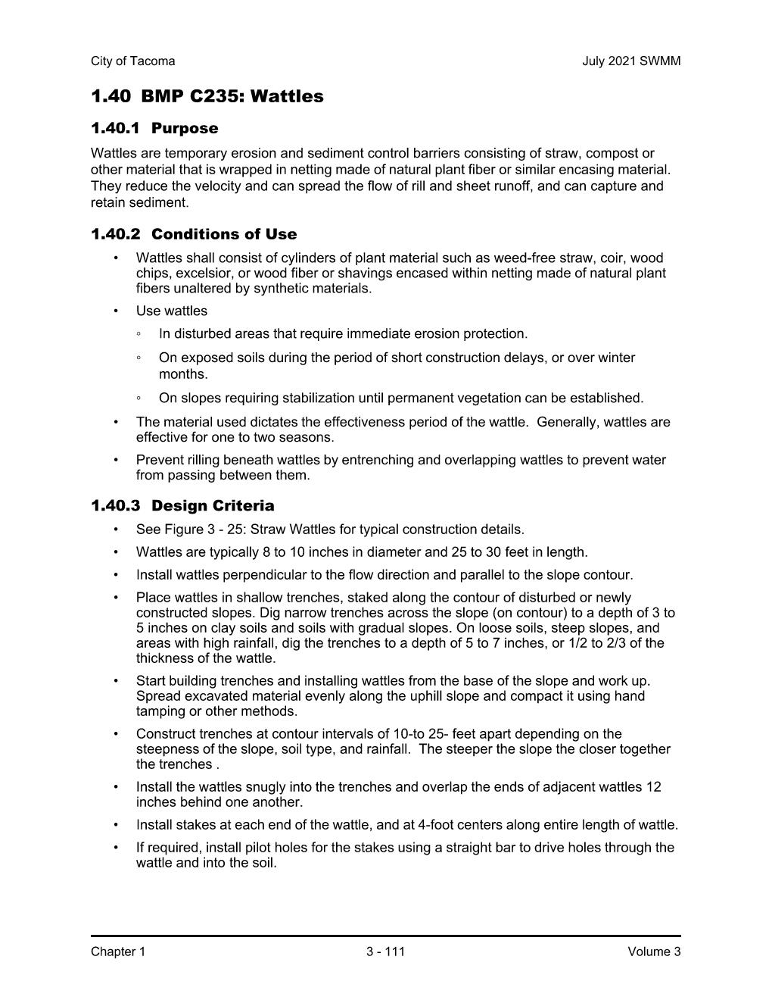 City of Tacoma July 2021 SWMM
1.40 BMP C235: Wattles
1.40.1 Purpose
Wattles are temporary erosion and sediment control barriers consisting of straw, compost or
other material that is wrapped in netting made of natural plant fiber or similar encasing material.
They reduce the velocity and can spread the flow of rill and sheet runoff, and can capture and
retain sediment.
1.40.2 Conditions of Use
• Wattles shall consist of cylinders of plant material such as weed-free straw, coir, wood
chips, excelsior, or wood fiber or shavings encased within netting made of natural plant
fibers unaltered by synthetic materials.
• Use wattles
◦ In disturbed areas that require immediate erosion protection.
◦ On exposed soils during the period of short construction delays, or over winter
months.
◦ On slopes requiring stabilization until permanent vegetation can be established.
• The material used dictates the effectiveness period of the wattle. Generally, wattles are
effective for one to two seasons.
• Prevent rilling beneath wattles by entrenching and overlapping wattles to prevent water
from passing between them.
1.40.3 Design Criteria
• See Figure 3 - 25: Straw Wattles for typical construction details.
• Wattles are typically 8 to 10 inches in diameter and 25 to 30 feet in length.
• Install wattles perpendicular to the flow direction and parallel to the slope contour.
• Place wattles in shallow trenches, staked along the contour of disturbed or newly
constructed slopes. Dig narrow trenches across the slope (on contour) to a depth of 3 to
5 inches on clay soils and soils with gradual slopes. On loose soils, steep slopes, and
areas with high rainfall, dig the trenches to a depth of 5 to 7 inches, or 1/2 to 2/3 of the
thickness of the wattle.
• Start building trenches and installing wattles from the base of the slope and work up.
Spread excavated material evenly along the uphill slope and compact it using hand
tamping or other methods.
• Construct trenches at contour intervals of 10-to 25- feet apart depending on the
steepness of the slope, soil type, and rainfall. The steeper the slope the closer together
the trenches .
• Install the wattles snugly into the trenches and overlap the ends of adjacent wattles 12
inches behind one another.
• Install stakes at each end of the wattle, and at 4-foot centers along entire length of wattle.
• If required, install pilot holes for the stakes using a straight bar to drive holes through the
wattle and into the soil.
Chapter 1 3 - 111 Volume 3